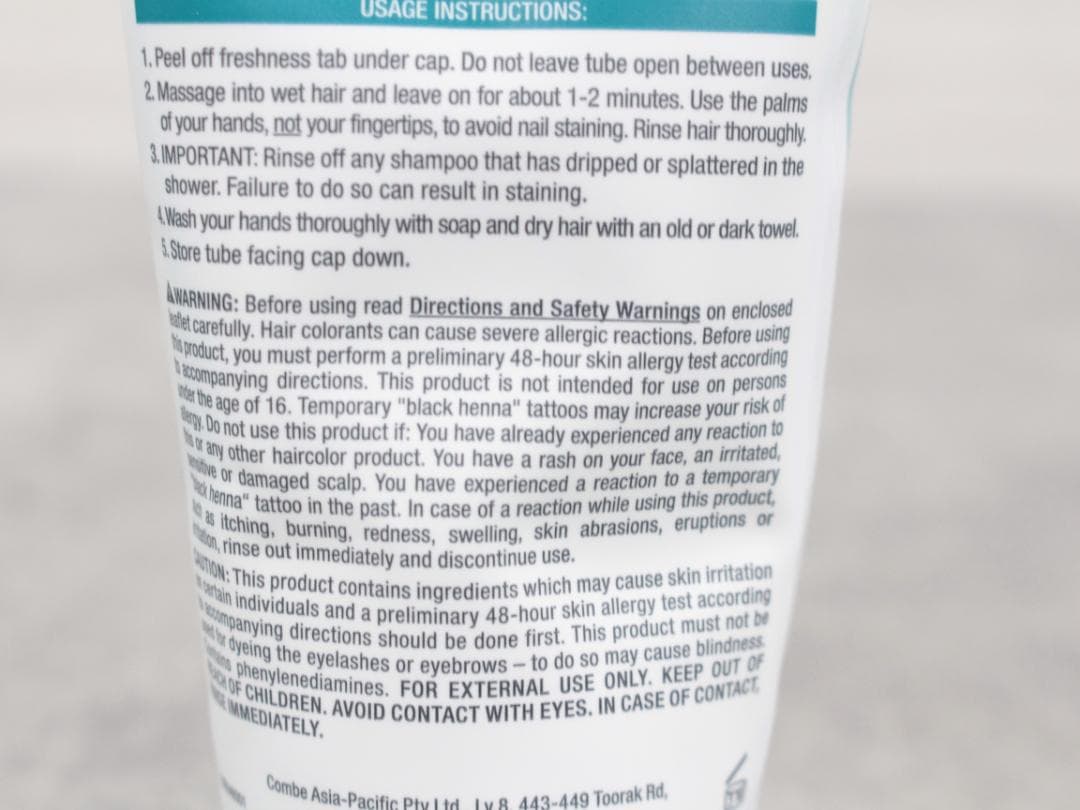 USAGE INSTRUCTIONS:
1. Peel off freshness tab under cap. Do not leave tube open between uses.
2. Massage into wet hair and leave on for about 1-2 minutes. Use the palms
of your hands, not your fingertips, to avoid nail staining. Rinse hair thoroughly.
3. IMPORTANT: Rinse off any shampoo that has dripped or splattered in the
shower. Failure to do so can result in staining.
4. Wash your hands thoroughly with soap and dry hair with an old or dark towel.
5. Store tube facing cap down.
WARNING: Before using read Directions and Safety Warnings on enclosed
leaflet carefully. Hair colorants can cause severe allergic reactions. Before using
this product, you must perform a preliminary 48-hour skin allergy test according
to accompanying directions. This product is not intended for use on persons
under the age of 16. Temporary "black henna" tattoos may increase your risk of
allergy. Do not use this product if: You have already experienced any reaction to
this or any other haircolor product. You have a rash on your face, an irritated,
sensitive or damaged scalp. You have experienced a reaction to a temporary
"black henna" tattoo in the past. In case of a reaction while using this product,
such as itching, burning, redness, swelling, skin abrasions, eruptions or
irritation, rinse out immediately and discontinue use.
CAUTION: This product contains ingredients which may cause skin irritation
in certain individuals and a preliminary 48-hour skin allergy test according
to accompanying directions should be done first. This product must not be
used for dyeing the eyelashes or eyebrows – to do so may cause blindness.
Contains phenylenediamines. FOR EXTERNAL USE ONLY. KEEP OUT OF
REACH OF CHILDREN. AVOID CONTACT WITH EYES. IN CASE OF CONTACT,
RINSE IMMEDIATELY.
Combe Asia-Pacific Pty Ltd, Lv 8, 443-449 Toorak Rd,